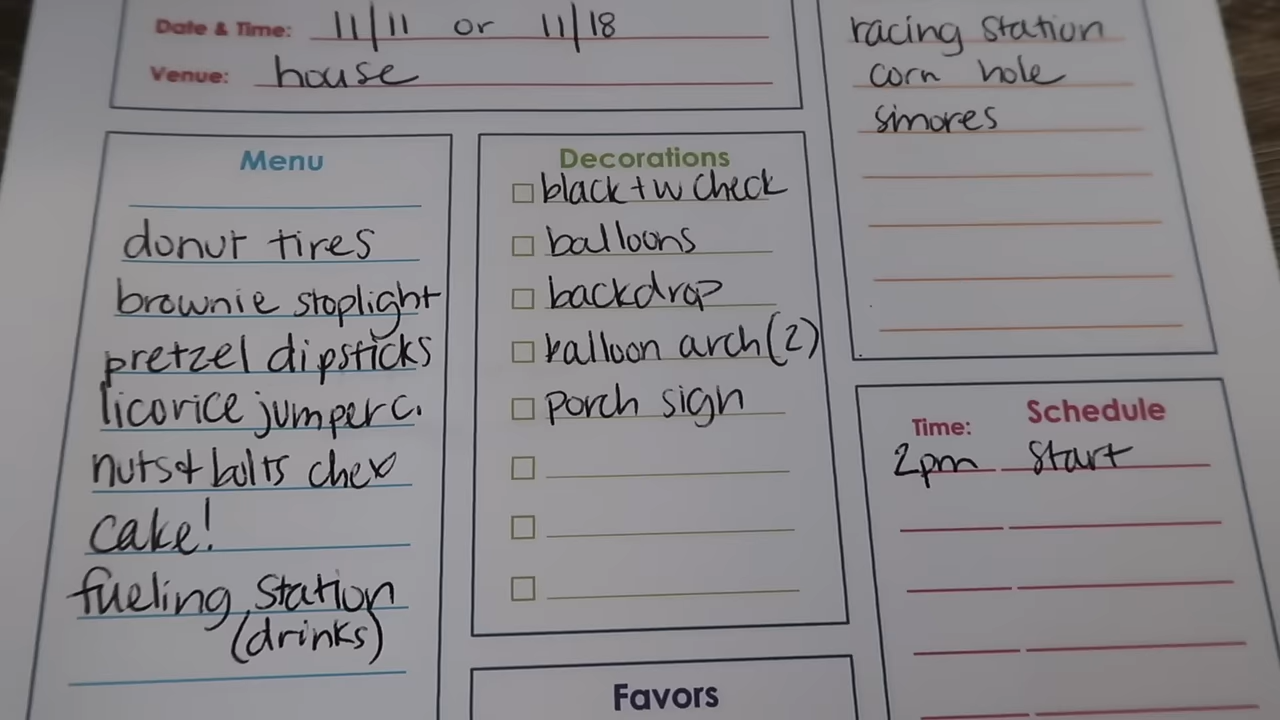 Date & Time: 11/11 or 11/18
Venue: house
racing station
corn hole
smores
Menu
donut tires
brownie stoplight
pretzel dipsticks
licorice jumper c.
nuts + bolts chex
cake!
fueling station
(drinks)
Decorations
black + w check
balloons
backdrop
balloon arch (2)
porch sign
Schedule
Time:
2pm start
Favors